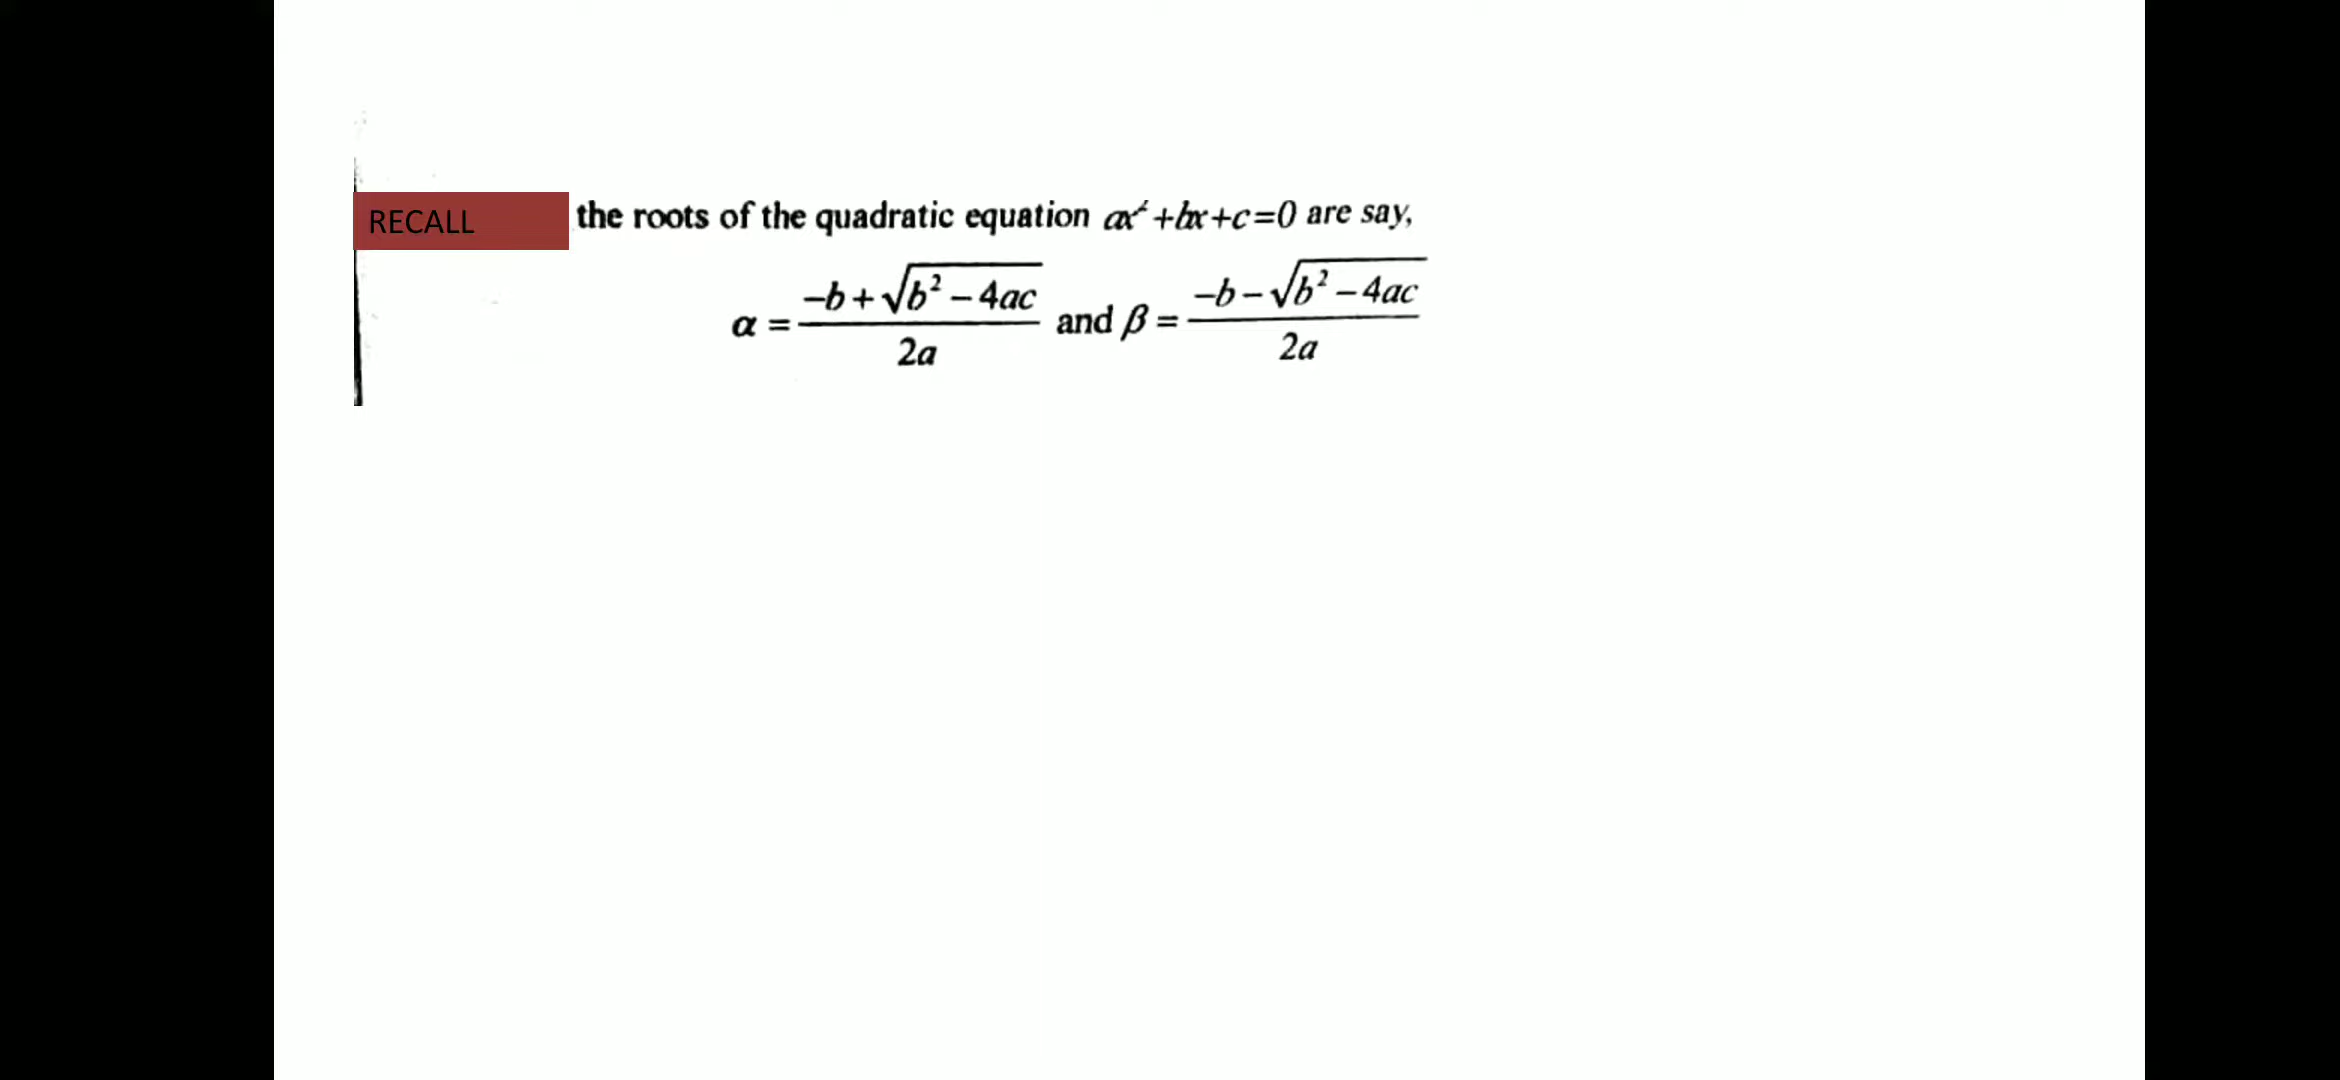 RECALL the roots of the quadratic equation ax²+bx+c=0 are say,
α = (-b + √(b² - 4ac)) / 2a and β = (-b - √(b² - 4ac)) / 2a